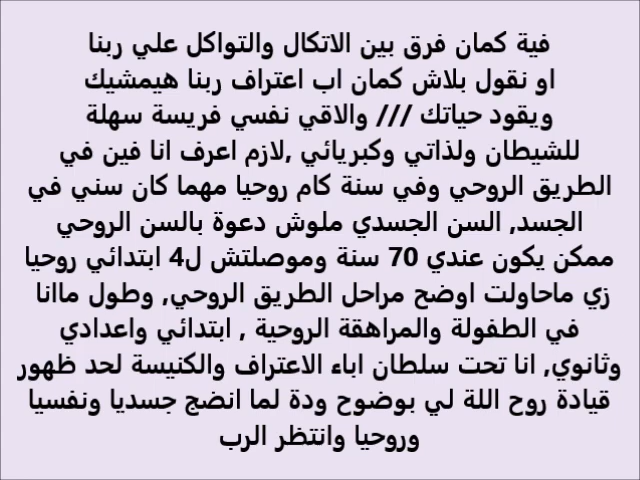 فية كمان فرق بين الاتكال والتواكل علي ربنا
او نقول بلاش كمان اب اعتراف ربنا هيمشيك
ويقود حياتك /// والاقي نفسي فريسة سهلة
للشيطان ولذاتي وكبريائي ,لازم اعرف انا فين في
الطريق الروحي وفي سنة كام روحيا مهما كان سني في
الجسد, السن الجسدي ملوش دعوة بالسن الروحي
ممكن يكون عندي 70 سنة وموصلتش ل4 ابتدائي روحيا
زي ماحاولت اوضح مراحل الطريق الروحي, وطول ماانا
في الطفولة والمراهقة الروحية , ابتدائي واعدادي
وثانوي, انا تحت سلطان اباء الاعتراف والكنيسة لحد ظهور
قيادة روح اللة لي بوضوح ودة لما انضج جسديا ونفسيا
وروحيا وانتظر الرب